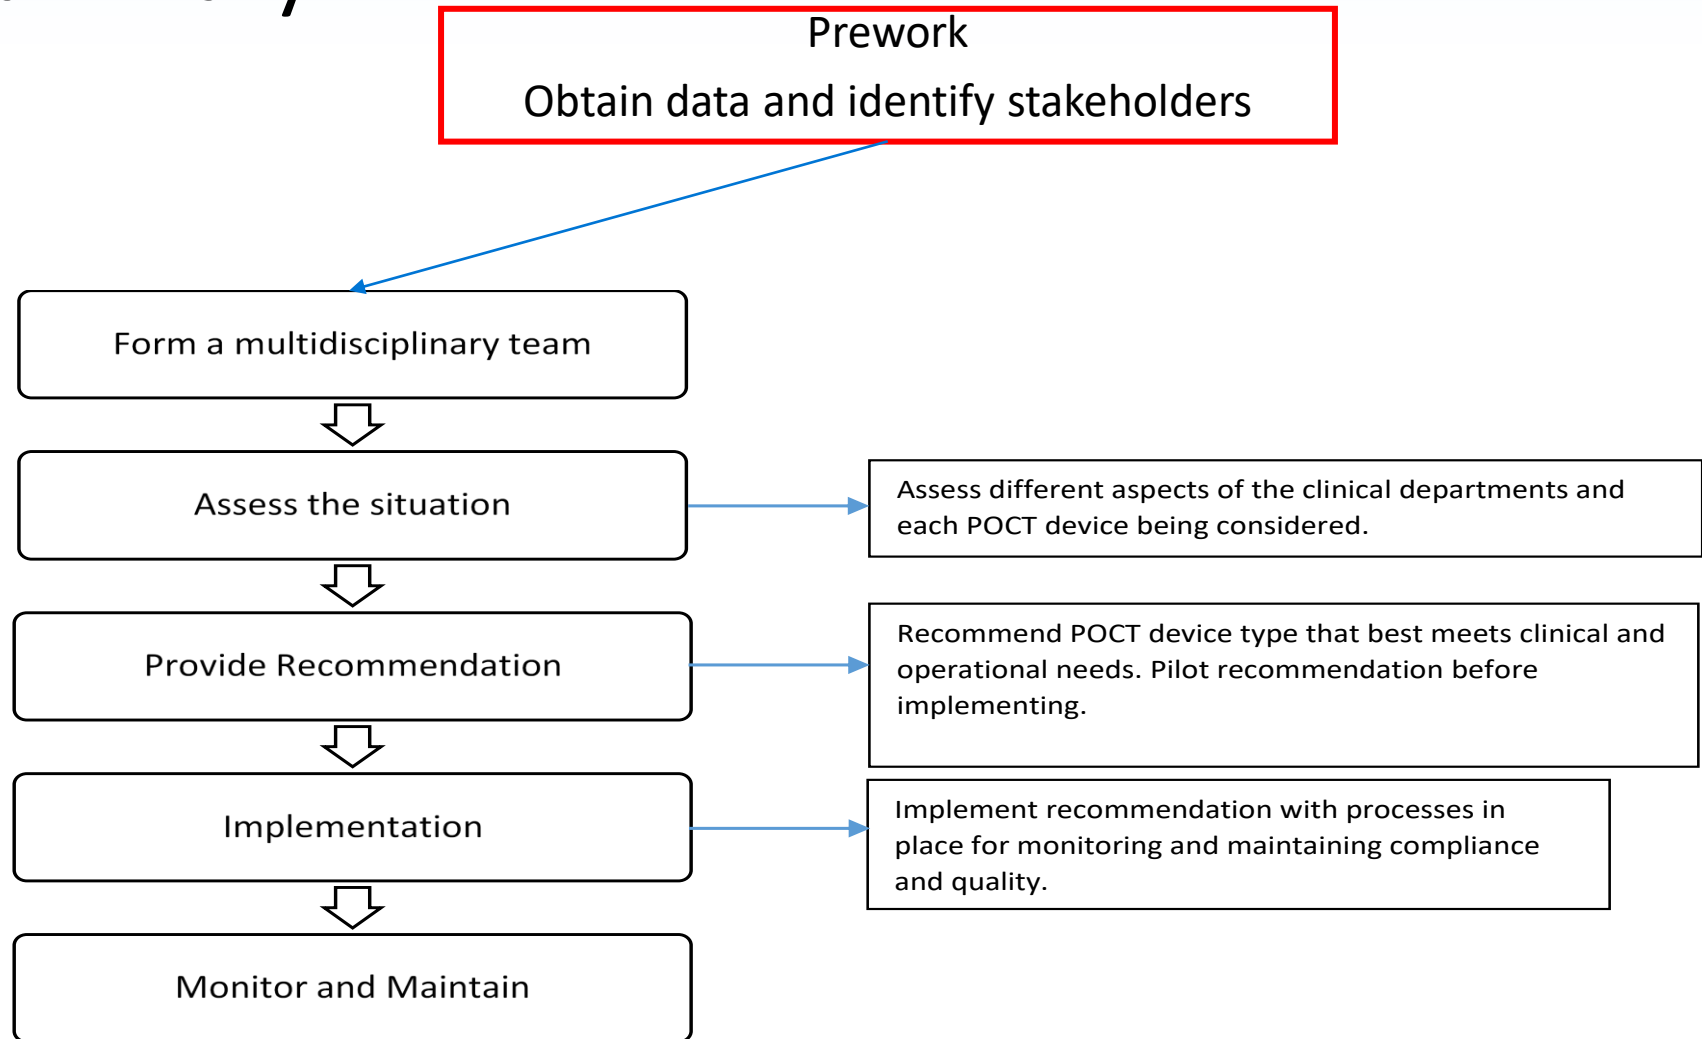 Prework
Obtain data and identify stakeholders
Form a multidisciplinary team
Assess the situation
Assess different aspects of the clinical departments and
each POCT device being considered.
Provide Recommendation
Recommend POCT device type that best meets clinical and
operational needs. Pilot recommendation before
implementing.
Implementation
Implement recommendation with processes in
place for monitoring and maintaining compliance
and quality.
Monitor and Maintain